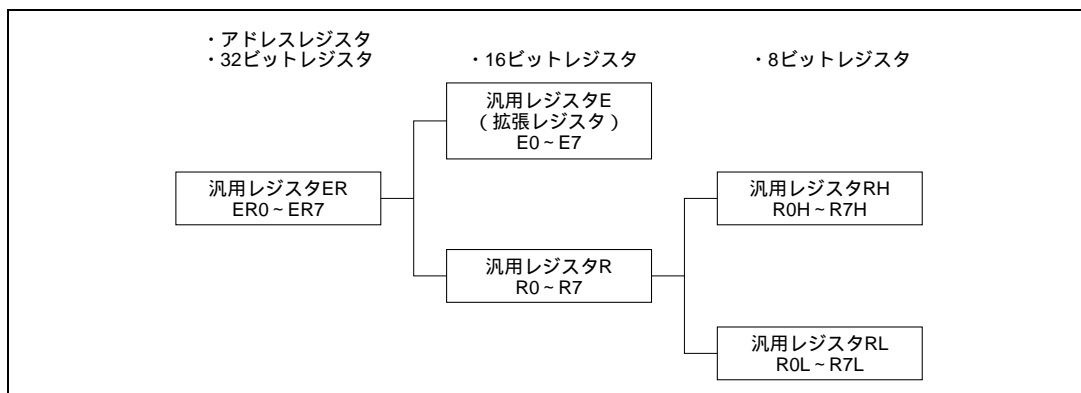 ・アドレスレジスタ
・32ビットレジスタ
・16ビットレジスタ
・8ビットレジスタ
汎用レジスタE
（拡張レジスタ）
E0～E7
汎用レジスタER
ER0～ER7
汎用レジスタRH
R0H～R7H
汎用レジスタR
R0～R7
汎用レジスタRL
R0L～R7L